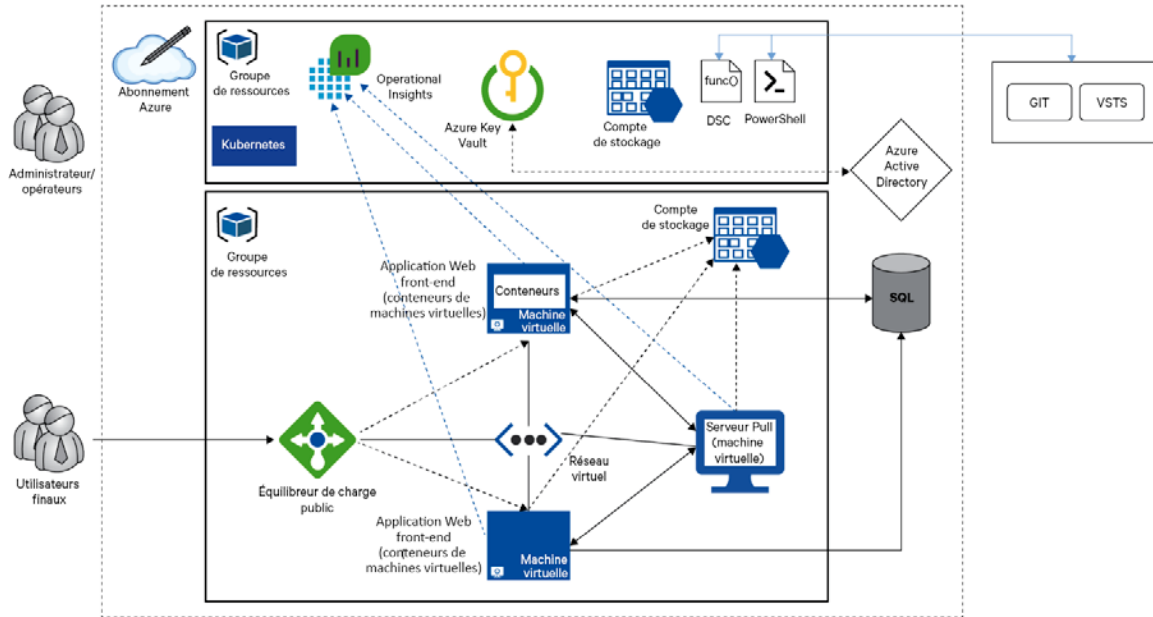 Abonnement
Azure
Groupe
de ressources
Operational
Insights
Kubernetes
Azure Key
Vault
Compte
de stockage
func()
DSC
PowerShell
GIT
VSTS
Administrateur/
opérateurs
Azure
Active
Directory
Groupe
de ressources
Compte
de stockage
Application Web
front-end
(conteneurs de
machines virtuelles)
Conteneurs
Machine
virtuelle
SQL
Utilisateurs
finaux
Équilibreur de charge
public
Réseau
virtuel
Serveur Pull
(machine
virtuelle)
Application Web
front-end
(conteneurs de
machines virtuelles)
Machine
virtuelle